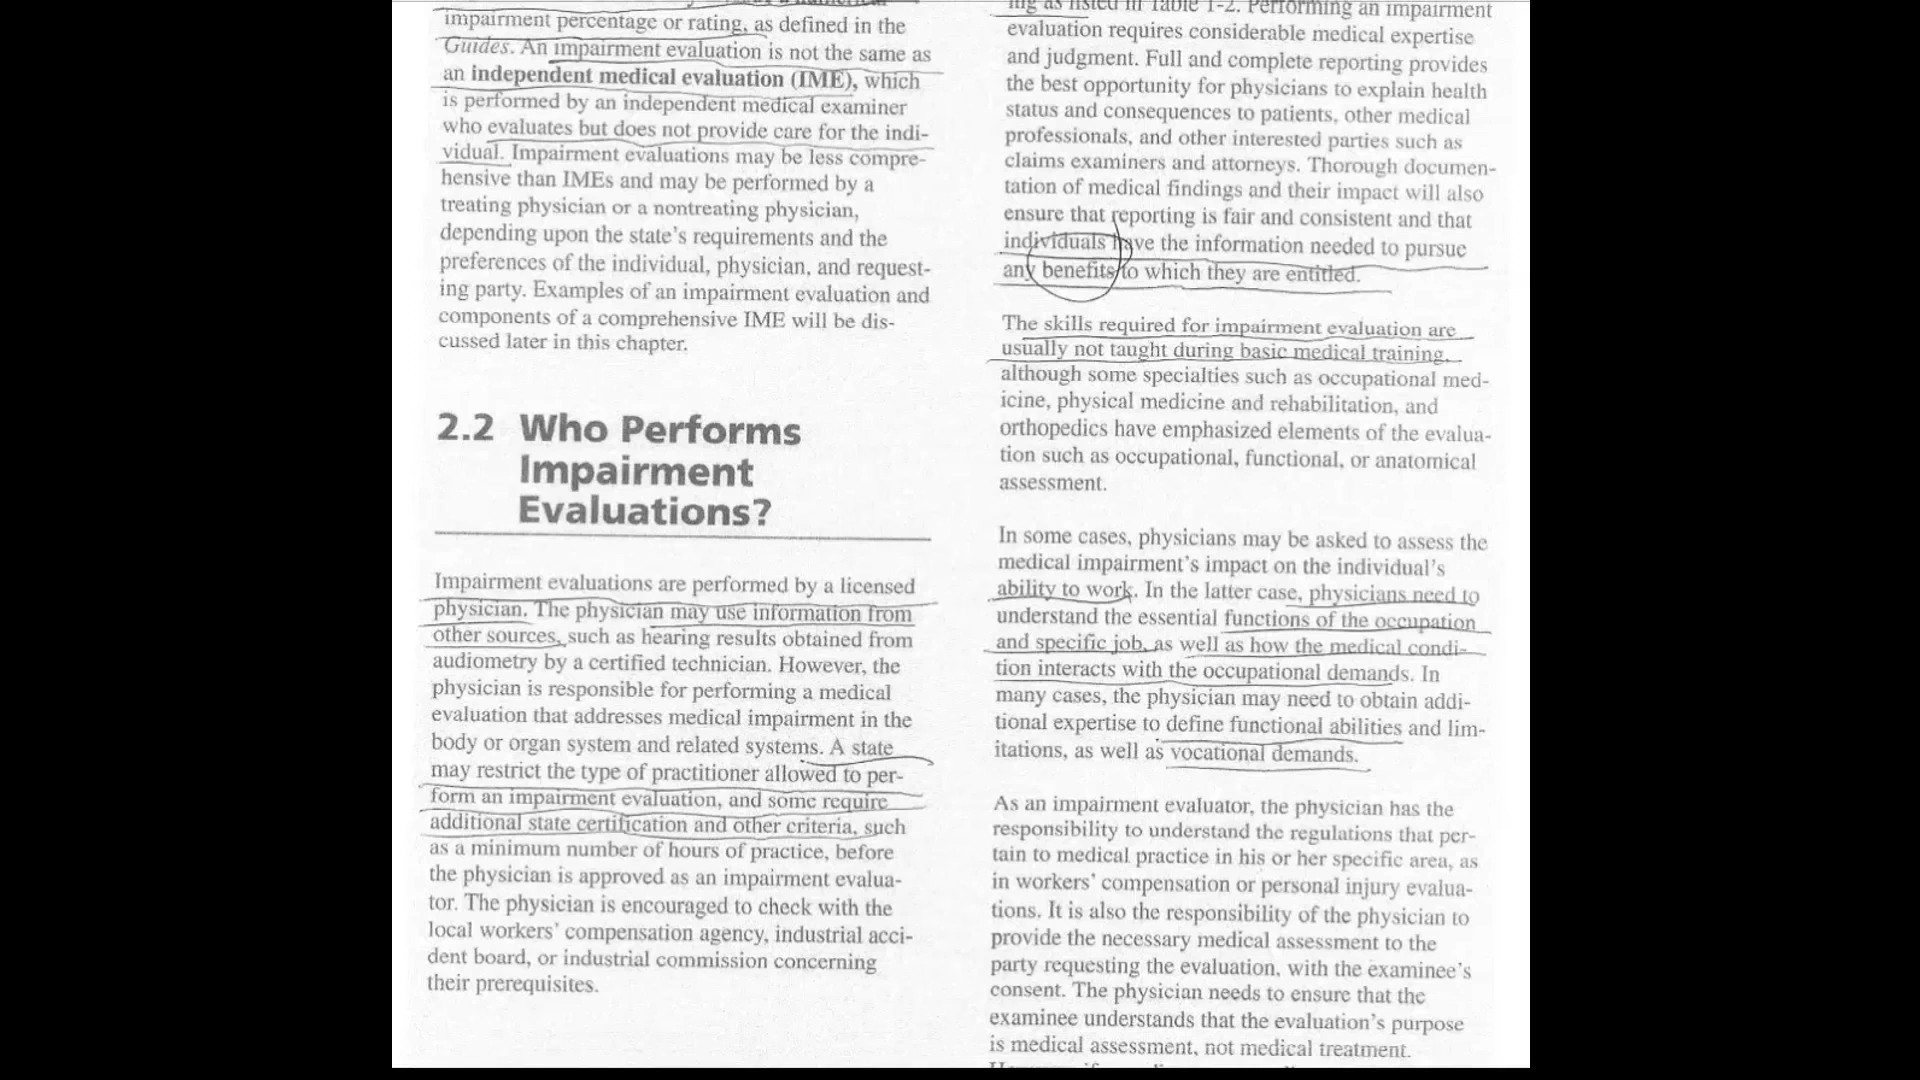 impairment percentage or rating, as defined in the
Guides. An impairment evaluation is not the same as
an independent medical evaluation (IME), which
is performed by an independent medical examiner
who evaluates but does not provide care for the indi-
vidual. Impairment evaluations may be less compre-
hensive than IMEs and may be performed by a
treating physician or a nontreating physician,
depending upon the state's requirements and the
preferences of the individual, physician, and request-
ing party. Examples of an impairment evaluation and
components of a comprehensive IME will be dis-
cussed later in this chapter.
2.2 Who Performs
Impairment
Evaluations?
Impairment evaluations are performed by a licensed
physician. The physician may use information from
other sources, such as hearing results obtained from
audiometry by a certified technician. However, the
physician is responsible for performing a medical
evaluation that addresses medical impairment in the
body or organ system and related systems. A state
may restrict the type of practitioner allowed to per-
form an impairment evaluation, and some require
additional state certification and other criteria, such
as a minimum number of hours of practice, before
the physician is approved as an impairment evalua-
tor. The physician is encouraged to check with the
local workers' compensation agency, industrial acci-
dent board, or industrial commission concerning
their prerequisites.
ing as listed in Table 1-2. Performing an impairment
evaluation requires considerable medical expertise
and judgment. Full and complete reporting provides
the best opportunity for physicians to explain health
status and consequences to patients, other medical
professionals, and other interested parties such as
claims examiners and attorneys. Thorough documen-
tation of medical findings and their impact will also
ensure that reporting is fair and consistent and that
individuals have the information needed to pursue
any benefits to which they are entitled.
The skills required for impairment evaluation are
usually not taught during basic medical training,
although some specialties such as occupational med-
icine, physical medicine and rehabilitation, and
orthopedics have emphasized elements of the evalua-
tion such as occupational, functional, or anatomical
assessment.
In some cases, physicians may be asked to assess the
medical impairment's impact on the individual's
ability to work. In the latter case, physicians need to
understand the essential functions of the occupation
and specific job, as well as how the medical condi-
tion interacts with the occupational demands. In
many cases, the physician may need to obtain addi-
tional expertise to define functional abilities and lim-
itations, as well as vocational demands.
As an impairment evaluator, the physician has the
responsibility to understand the regulations that per-
tain to medical practice in his or her specific area, as
in workers' compensation or personal injury evalua-
tions. It is also the responsibility of the physician to
provide the necessary medical assessment to the
party requesting the evaluation, with the examinee's
consent. The physician needs to ensure that the
examinee understands that the evaluation's purpose
is medical assessment, not medical treatment.